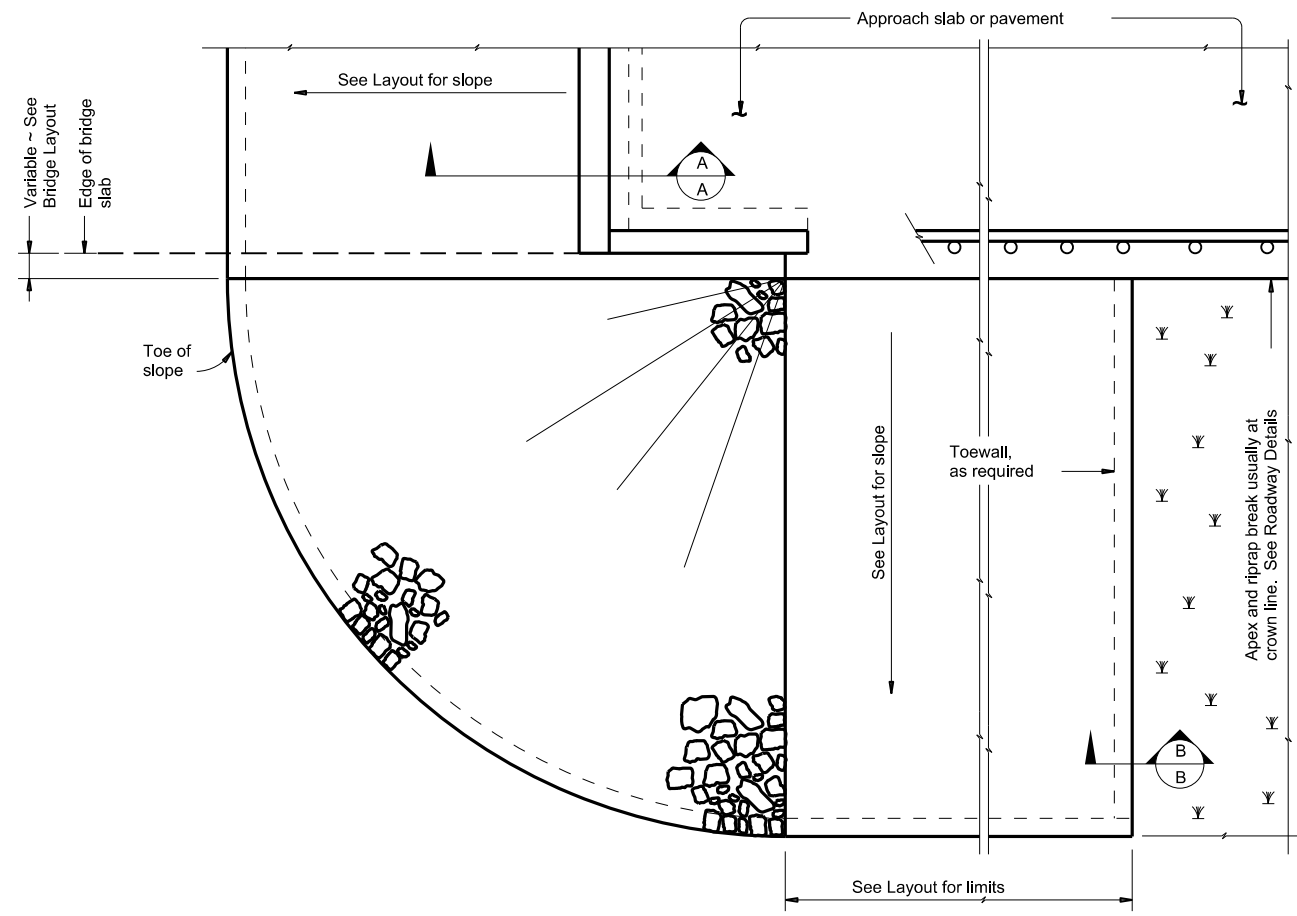 Approach slab or pavement
See Layout for slope
Variable ~ See
Bridge Layout
Edge of bridge
slab
A
A
Toe of
slope
See Layout for slope
Toewall,
as required
Apex and riprap break usually at
crown line. See Roadway Details
B
B
See Layout for limits